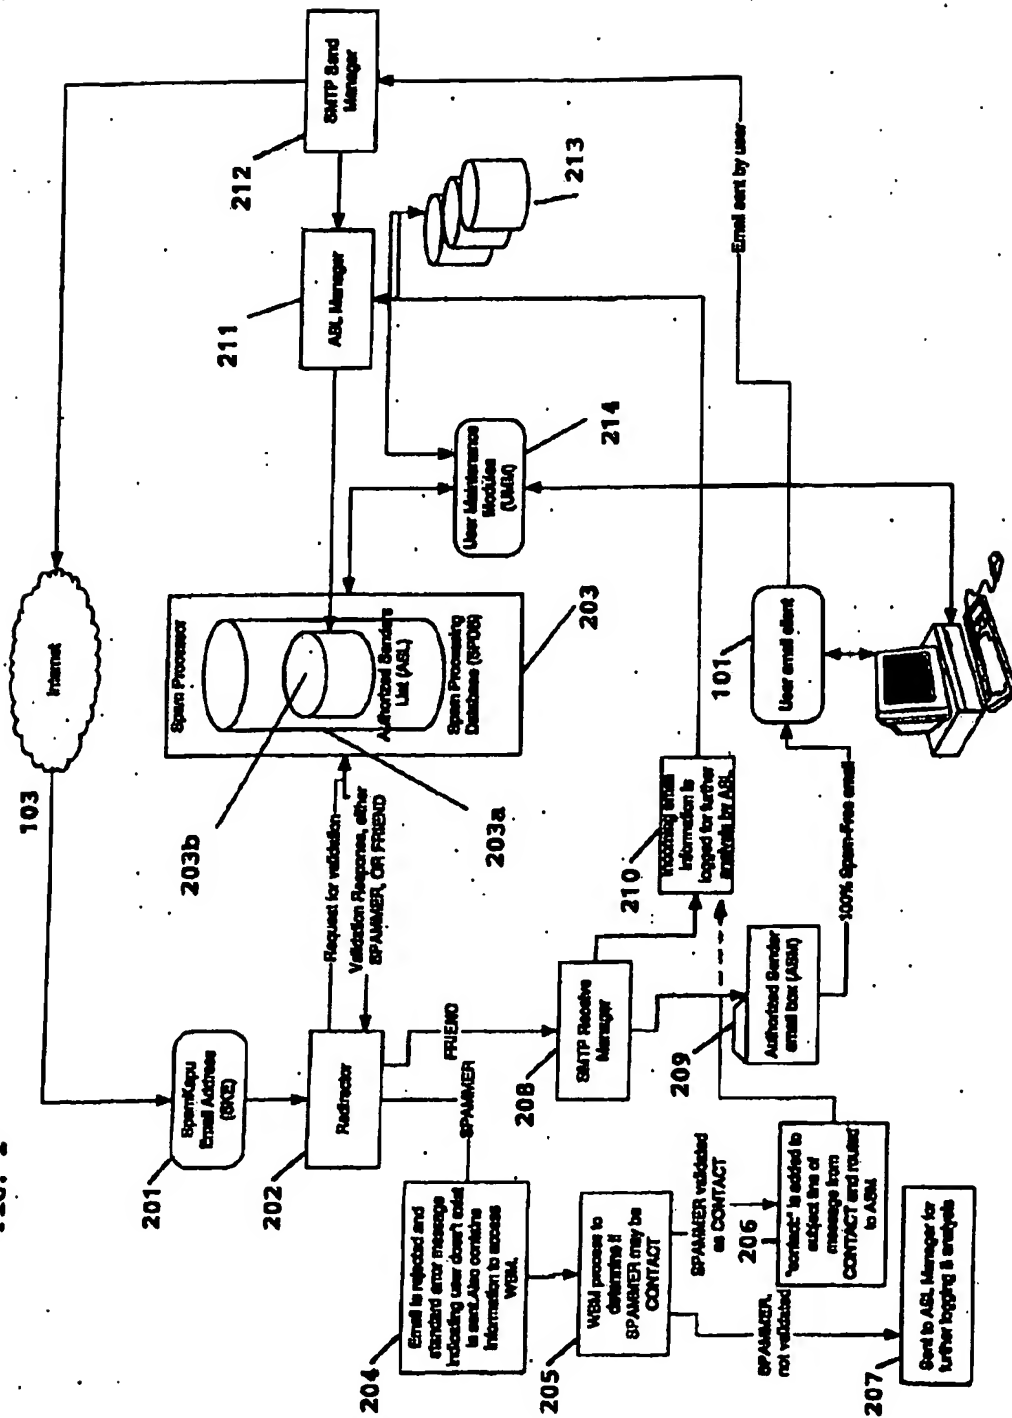 103
Internet
201
SpamKapu
Email Address
(SKE)
202
Redirector
Request for validation
Validation Response, either
SPAMMER, OR FRIEND
203b
203a
Spam Processor
Authorized Senders
List (ASL)
Spam Processing
Database (SPDB)
203
211
ASL Manager
212
SMTP Send
Manager
213
User Maintenance
Modules
(UMM)
214
SPAMMER
FRIEND
204
Email is rejected and
standard error message
indicating user doesn't exist
is sent. Also contains
information to access
WBM.
205
WBM process to
determine if
SPAMMER may be
CONTACT
SPAMMER validated
as CONTACT
206
"contact:" is added to
subject line of
message from
CONTACT and routed
to ASM
SPAMMER,
not validated
207
Sent to ASL Manager for
further logging & analysis
208
SMTP Receive
Manager
209
Authorized Sender
email box (ASM)
210
Incoming email
information is
logged for further
analysis by ASL
100% Spam-Free email
101
User email client
Email sent by user